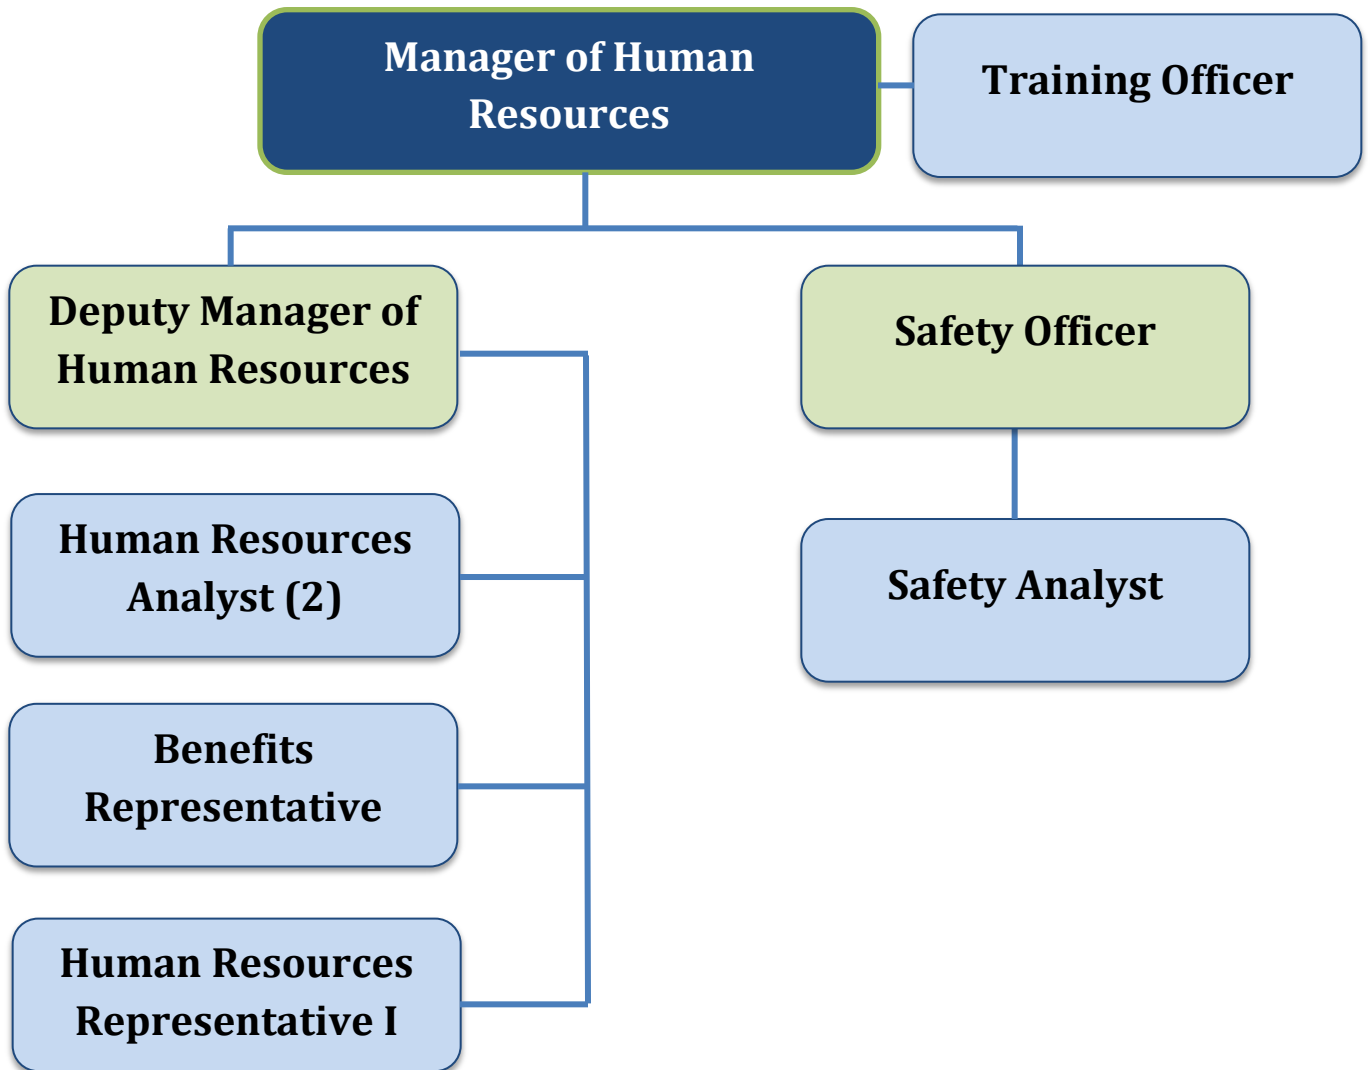 Manager of Human
Resources
Training Officer
Deputy Manager of
Human Resources
Safety Officer
Human Resources
Analyst (2)
Safety Analyst
Benefits
Representative
Human Resources
Representative I